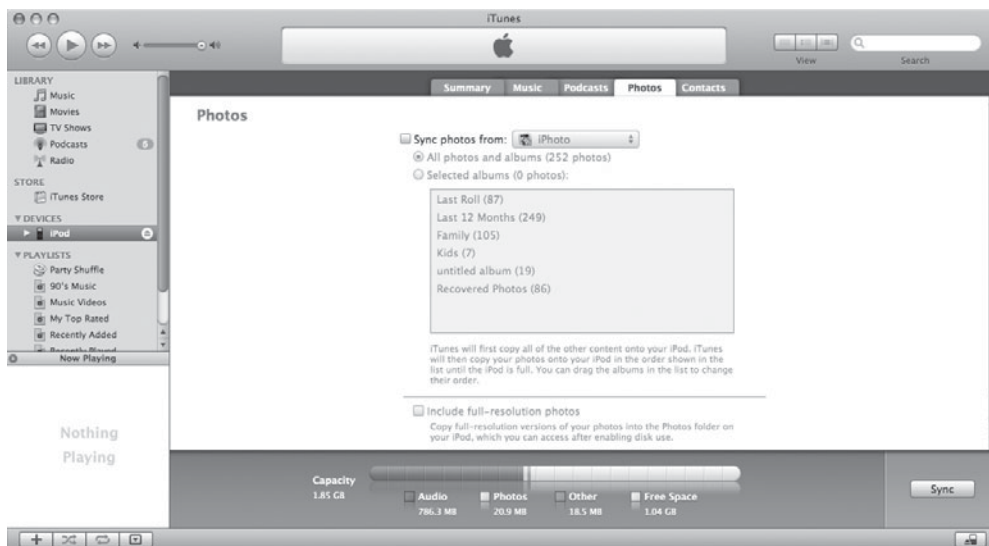 iTunes
View
Search
LIBRARY
Music
Movies
TV Shows
Podcasts 6
Radio
STORE
iTunes Store
DEVICES
iPod
PLAYLISTS
Party Shuffle
90's Music
Music Videos
My Top Rated
Recently Added
Recently Played
Now Playing
Nothing
Playing
Summary Music Podcasts Photos Contacts
Photos
Sync photos from: iPhoto
All photos and albums (252 photos)
Selected albums (0 photos):
Last Roll (87)
Last 12 Months (249)
Family (105)
Kids (7)
untitled album (19)
Recovered Photos (86)
iTunes will first copy all of the other content onto your iPod. iTunes
will then copy your photos onto your iPod in the order shown in the
list until the iPod is full. You can drag the albums in the list to change
their order.
Include full-resolution photos
Copy full-resolution versions of your photos into the Photos folder on
your iPod, which you can access after enabling disk use.
Capacity
1.85 GB
Audio Photos Other Free Space
786.3 MB 20.9 MB 18.5 MB 1.04 GB
Sync